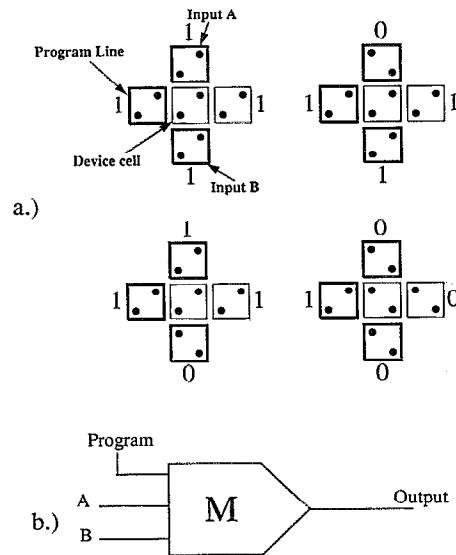 1
Input A
0
Program Line
1
1
1
1
Device cell
1
Input B
1
a.)
1
0
1
1
1
0
0
0
Program
A
M
Output
b.)
B